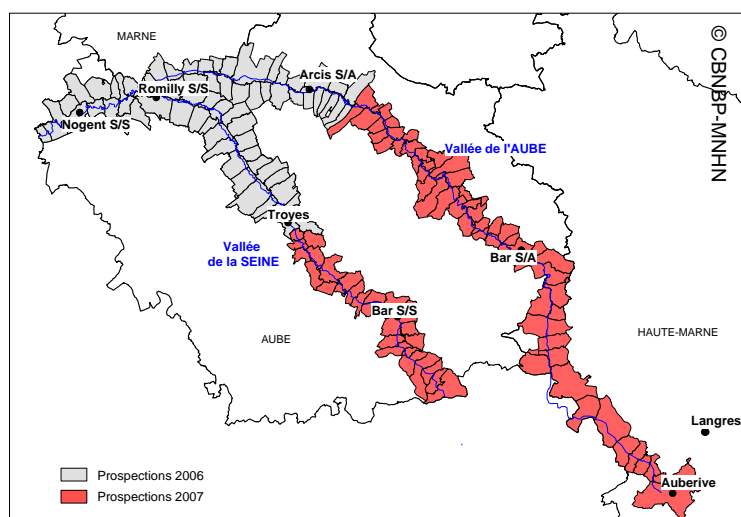 MARNE
© CBNBP-MNHN
Arcis S/A
Romilly S/S
Nogent S/S
Vallée de l'AUBE
Troyes
Vallée
de la SEINE
Bar S/A
Bar S/S
AUBE
HAUTE-MARNE
Langres
Prospections 2006
Auberive
Prospections 2007